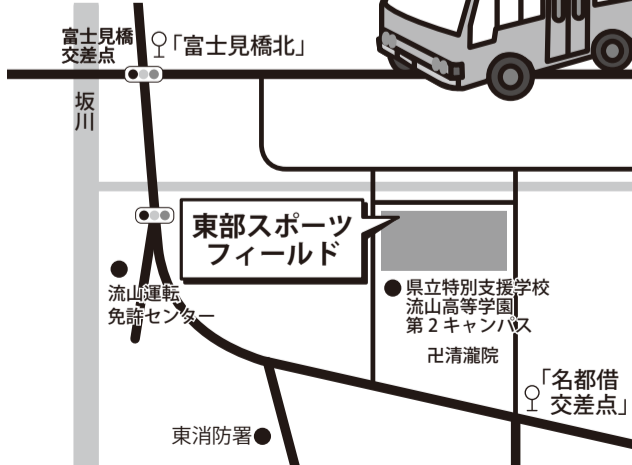 富士見橋
交差点
「富士見橋北」
坂川
東部スポーツ
フィールド
流山運転
免許センター
県立特別支援学校
流山高等学園
第2キャンパス
卍清瀧院
「名都借
交差点」
東消防署